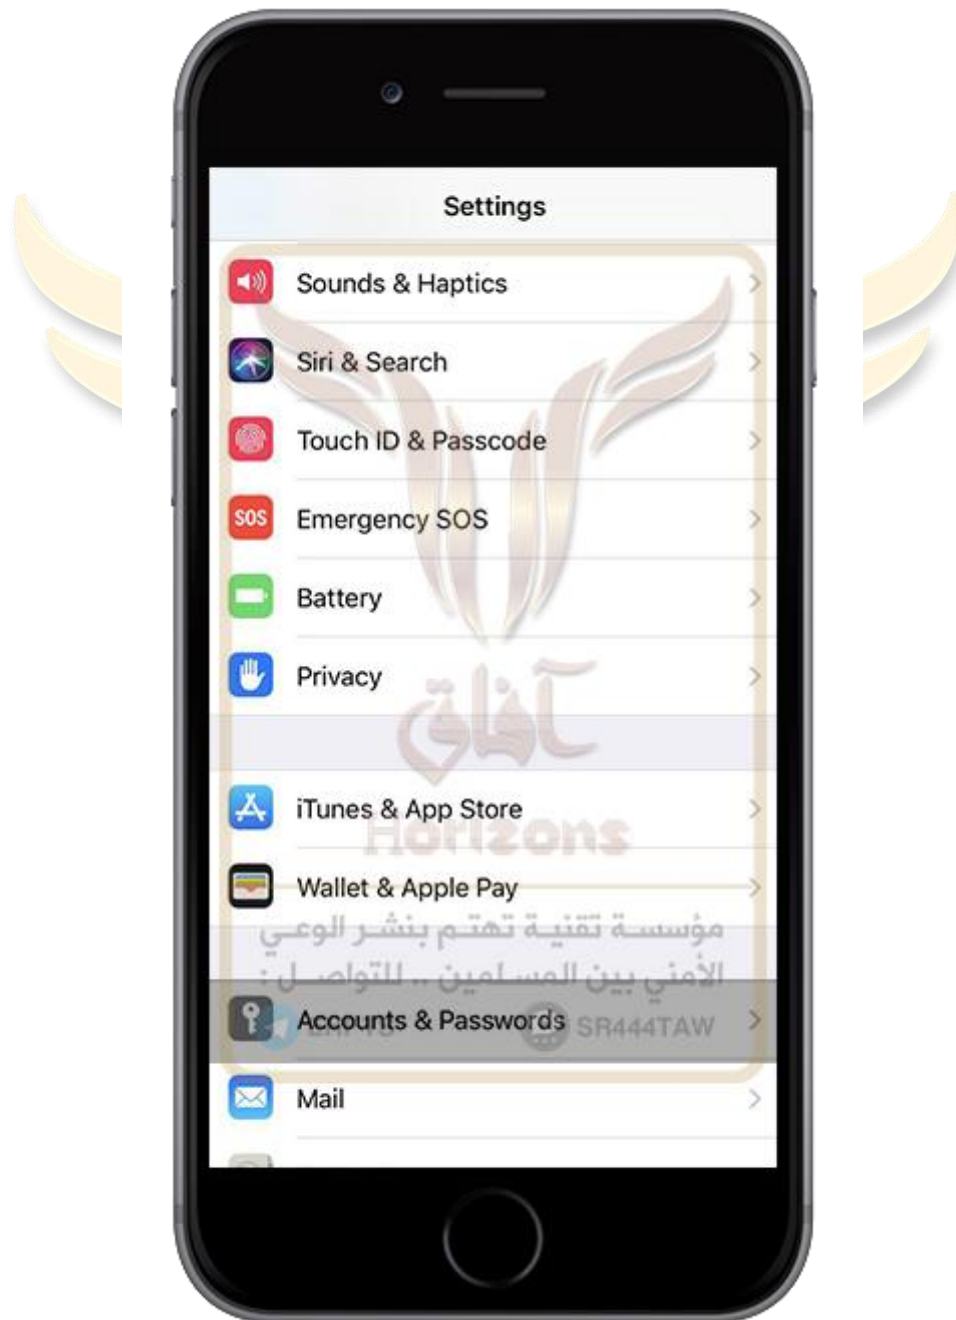 Settings
Sounds & Haptics
Siri & Search
Touch ID & Passcode
SOS
Emergency SOS
Battery
Privacy
آفاق
iTunes & App Store
Horizons
Wallet & Apple Pay
مؤسسة تقنية تهتم بنشر الوعي
الأمني بين المسلمين .. للتواصل :
Accounts & Passwords
SR444TAW
Mail